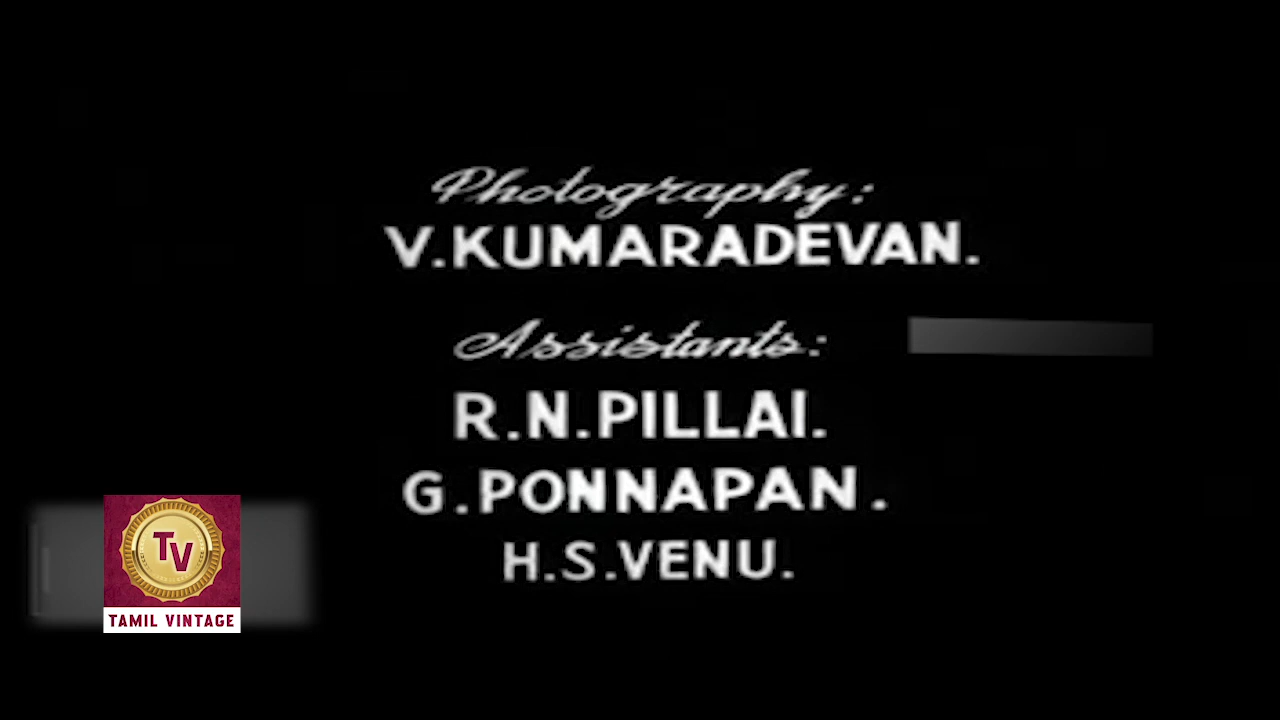 Photography:
V.KUMARADEVAN.
Assistants:
R.N.PILLAI.
G.PONNAPAN.
H.S.VENU.
TV
TAMIL VINTAGE